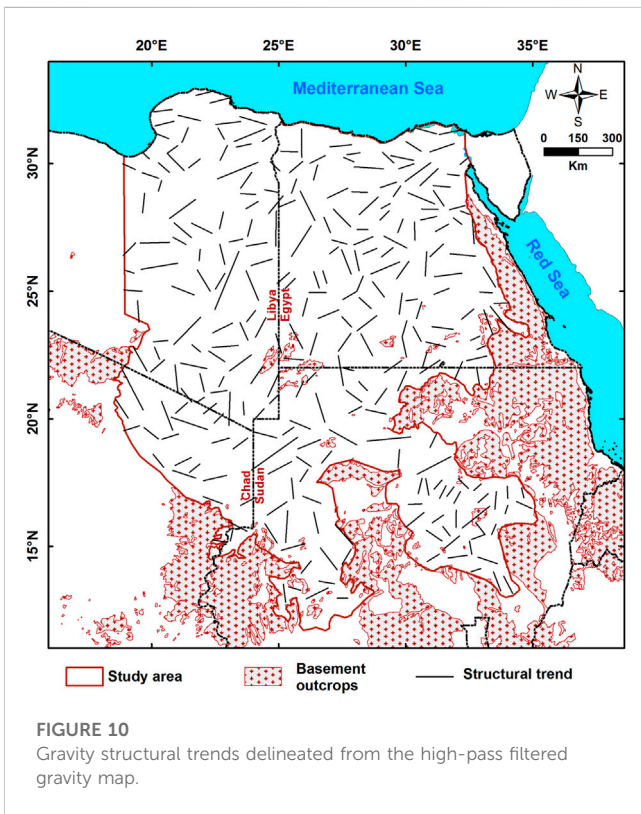 20°E 25°E 30°E 35°E
Mediterranean Sea
N
W E
S
0 150 300
Km
30°N
25°N
20°N
15°N
Red Sea
Libya
Egypt
Chad
Sudan
Study area
Basement
outcrops
Structural trend
FIGURE 10
Gravity structural trends delineated from the high-pass filtered
gravity map.